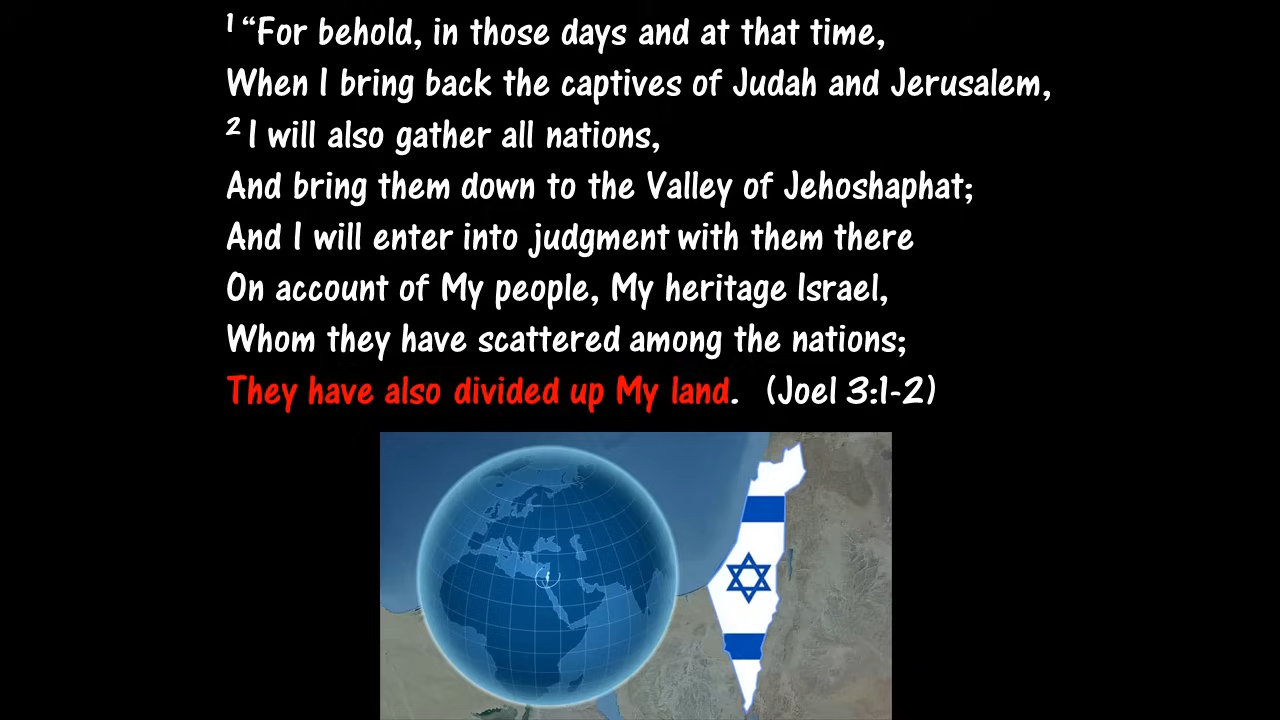 ¹ “For behold, in those days and at that time,
When I bring back the captives of Judah and Jerusalem,
² I will also gather all nations,
And bring them down to the Valley of Jehoshaphat;
And I will enter into judgment with them there
On account of My people, My heritage Israel,
Whom they have scattered among the nations;
They have also divided up My land. (Joel 3:1-2)